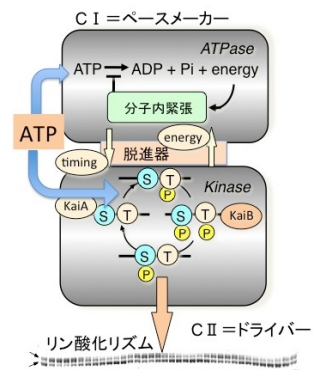 CⅠ＝ペースメーカー
ATPase
ATP → ADP + Pi + energy
分子内緊張
ATP
timing
脱進器
energy
Kinase
S T
P
KaiA
S T
S T
P P
KaiB
S T
P
CⅡ＝ドライバー
リン酸化リズム